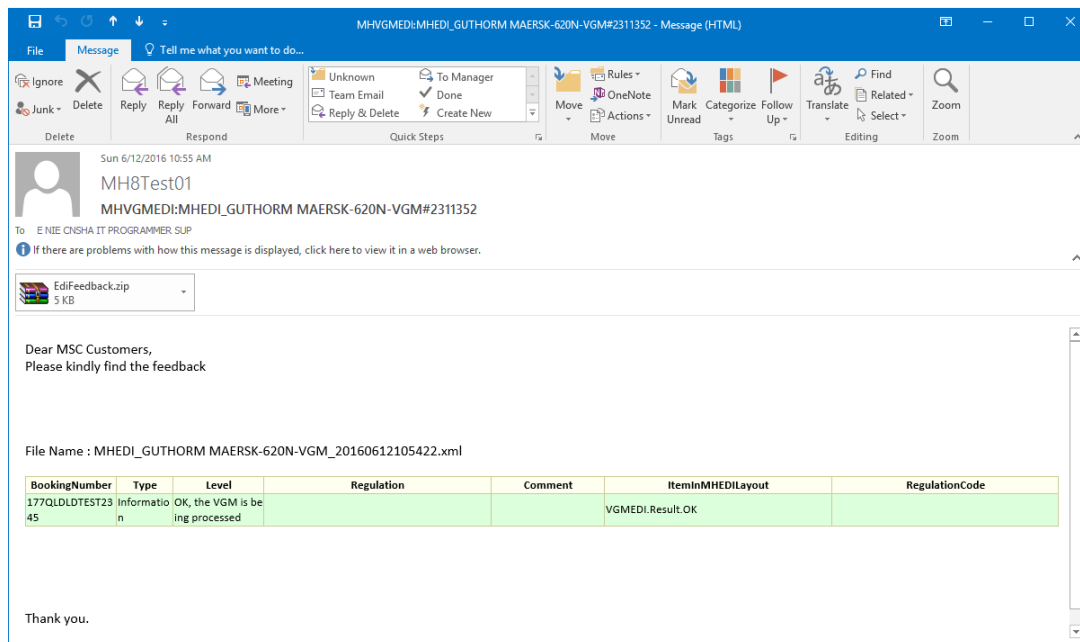 MHVGMEDI:MHEDI_GUTHORM MAERSK-620N-VGM#2311352 - Message (HTML)
File Message Tell me what you want to do...
Ignore
Junk
Delete
Reply
Reply All
Forward
Meeting
More
Unknown
Team Email
Reply & Delete
To Manager
Done
Create New
Move
Rules
OneNote
Actions
Mark Unread
Categorize
Follow Up
Translate
Find
Related
Select
Zoom
Delete Respond Quick Steps Move Tags Editing Zoom
Sun 6/12/2016 10:55 AM
MH8Test01
MHVGMEDI:MHEDI_GUTHORM MAERSK-620N-VGM#2311352
To E NIE CNSHA IT PROGRAMMER SUP
If there are problems with how this message is displayed, click here to view it in a web browser.
EdiFeedback.zip
5 KB
Dear MSC Customers,
Please kindly find the feedback
File Name : MHEDI_GUTHORM MAERSK-620N-VGM_20160612105422.xml
BookingNumber Type Level Regulation Comment ItemInMHEDILayout RegulationCode
177QLDLDTEST23 Informatio OK, the VGM is be
45 n ing processed
VGMEDI.Result.OK
Thank you.